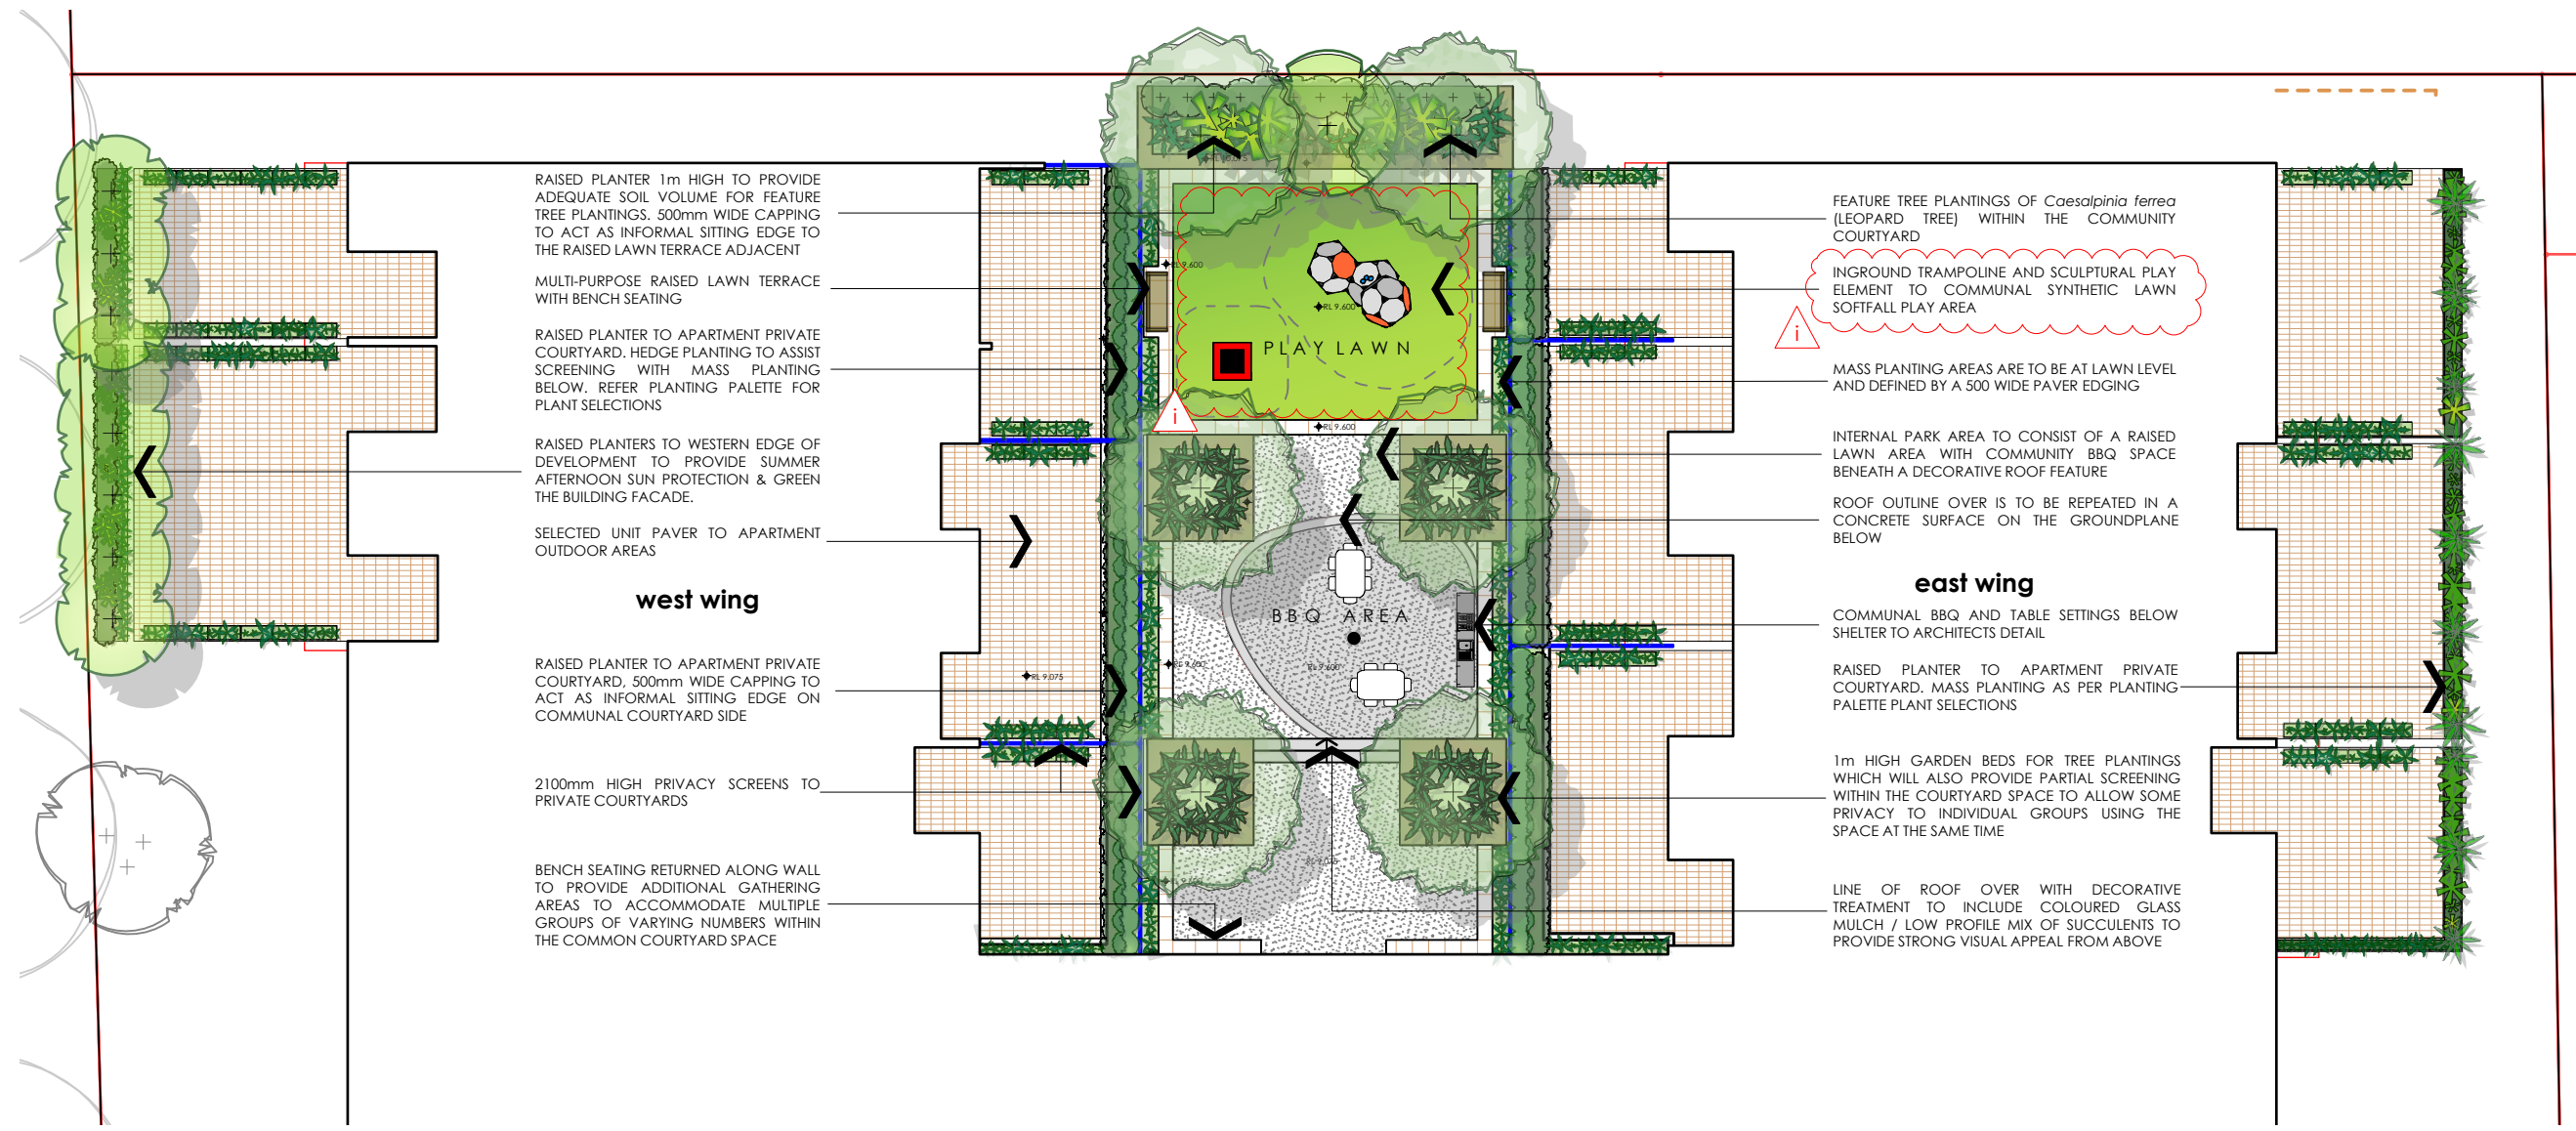 RAISED PLANTER 1m HIGH TO PROVIDE
ADEQUATE SOIL VOLUME FOR FEATURE
TREE PLANTINGS. 500mm WIDE CAPPING
TO ACT AS INFORMAL SITTING EDGE TO
THE RAISED LAWN TERRACE ADJACENT
MULTI-PURPOSE RAISED LAWN TERRACE
WITH BENCH SEATING
RAISED PLANTER TO APARTMENT PRIVATE
COURTYARD. HEDGE PLANTING TO ASSIST
SCREENING WITH MASS PLANTING
BELOW. REFER PLANTING PALETTE FOR
PLANT SELECTIONS
RAISED PLANTERS TO WESTERN EDGE OF
DEVELOPMENT TO PROVIDE SUMMER
AFTERNOON SUN PROTECTION & GREEN
THE BUILDING FACADE.
SELECTED UNIT PAVER TO APARTMENT
OUTDOOR AREAS
west wing
RAISED PLANTER TO APARTMENT PRIVATE
COURTYARD, 500mm WIDE CAPPING TO
ACT AS INFORMAL SITTING EDGE ON
COMMUNAL COURTYARD SIDE
2100mm HIGH PRIVACY SCREENS TO
PRIVATE COURTYARDS
BENCH SEATING RETURNED ALONG WALL
TO PROVIDE ADDITIONAL GATHERING
AREAS TO ACCOMMODATE MULTIPLE
GROUPS OF VARYING NUMBERS WITHIN
THE COMMON COURTYARD SPACE
RL 9.075
RL 9.600
RL 9.600
PLAY LAWN
i
RL 9.600
BBQ AREA
RL 9.600
FEATURE TREE PLANTINGS OF Caesalpinia ferrea
(LEOPARD TREE) WITHIN THE COMMUNITY
COURTYARD
INGROUND TRAMPOLINE AND SCULPTURAL PLAY
ELEMENT TO COMMUNAL SYNTHETIC LAWN
SOFTFALL PLAY AREA
i
MASS PLANTING AREAS ARE TO BE AT LAWN LEVEL
AND DEFINED BY A 500 WIDE PAVER EDGING
INTERNAL PARK AREA TO CONSIST OF A RAISED
LAWN AREA WITH COMMUNITY BBQ SPACE
BENEATH A DECORATIVE ROOF FEATURE
ROOF OUTLINE OVER IS TO BE REPEATED IN A
CONCRETE SURFACE ON THE GROUNDPLANE
BELOW
east wing
COMMUNAL BBQ AND TABLE SETTINGS BELOW
SHELTER TO ARCHITECTS DETAIL
RAISED PLANTER TO APARTMENT PRIVATE
COURTYARD. MASS PLANTING AS PER PLANTING
PALETTE PLANT SELECTIONS
1m HIGH GARDEN BEDS FOR TREE PLANTINGS
WHICH WILL ALSO PROVIDE PARTIAL SCREENING
WITHIN THE COURTYARD SPACE TO ALLOW SOME
PRIVACY TO INDIVIDUAL GROUPS USING THE
SPACE AT THE SAME TIME
LINE OF ROOF OVER WITH DECORATIVE
TREATMENT TO INCLUDE COLOURED GLASS
MULCH / LOW PROFILE MIX OF SUCCULENTS TO
PROVIDE STRONG VISUAL APPEAL FROM ABOVE